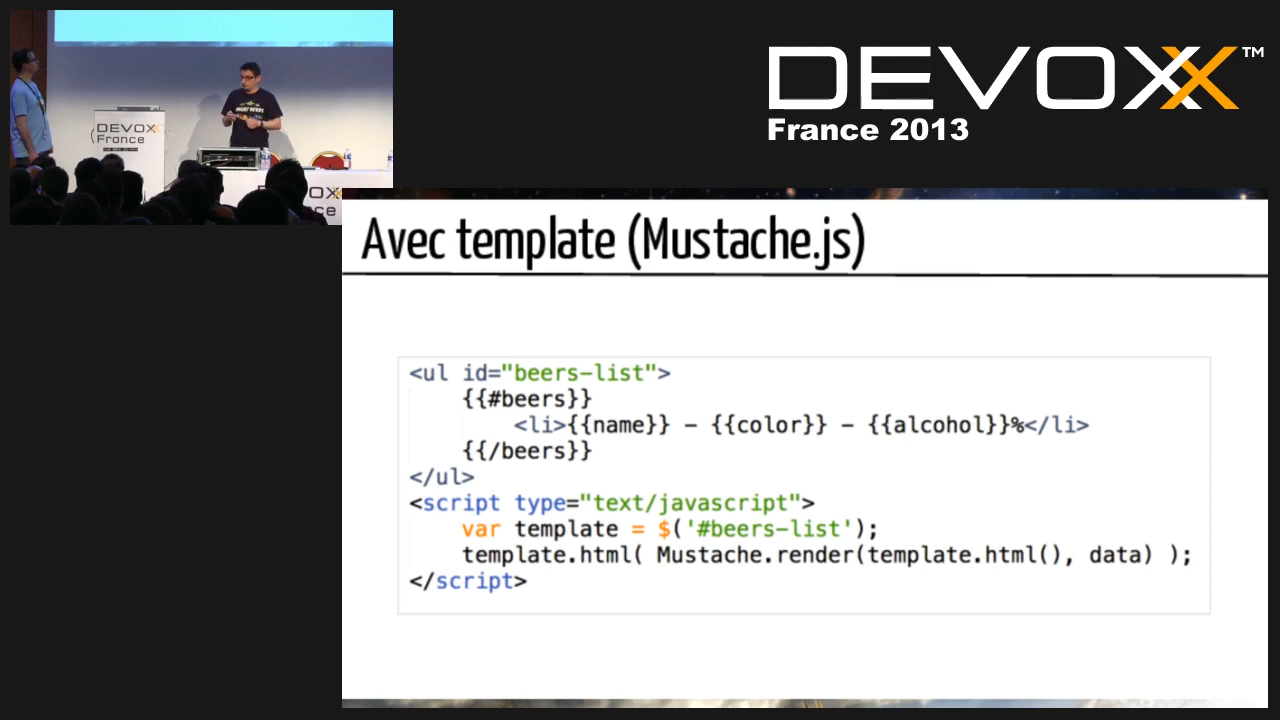 DEVOXX™
France 2013
DEVOXX
France
DEVOXX
Avec template (Mustache.js)
<ul id="beers-list">
{{#beers}}
<li>{{name}} - {{color}} - {{alcohol}}%</li>
{{/beers}}
</ul>
<script type="text/javascript">
var template = $('#beers-list');
template.html( Mustache.render(template.html(), data) );
</script>